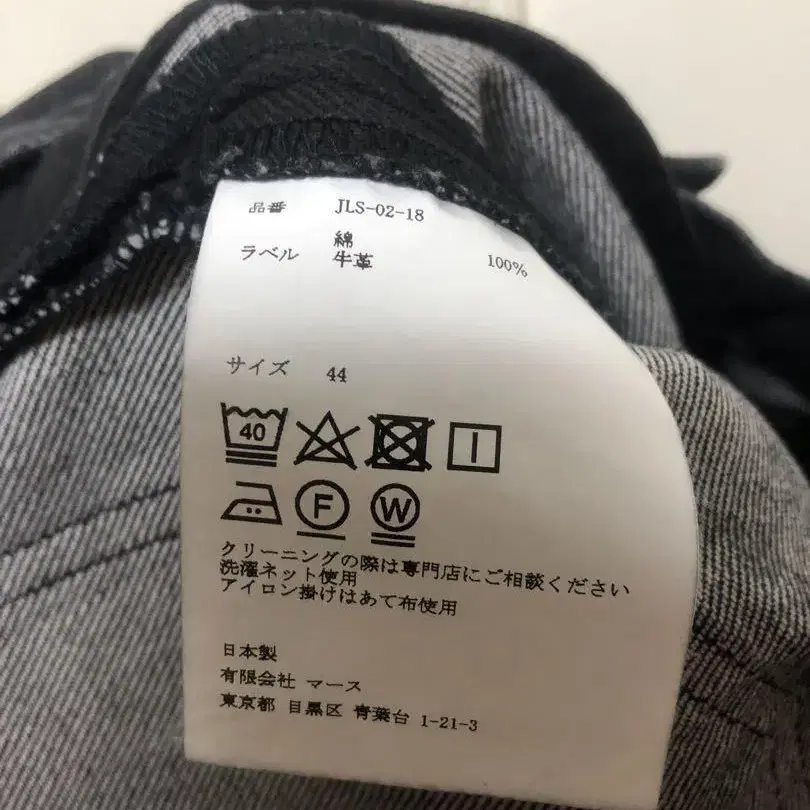 品番 JLS-02-18
綿 100%
ラベル 牛革
サイズ 44
40
F W
クリーニングの際は専門店にご相談ください
洗濯ネット使用
アイロン掛けはあて布使用
日本製
有限会社 マース
東京都 目黒区 青葉台 1-21-3